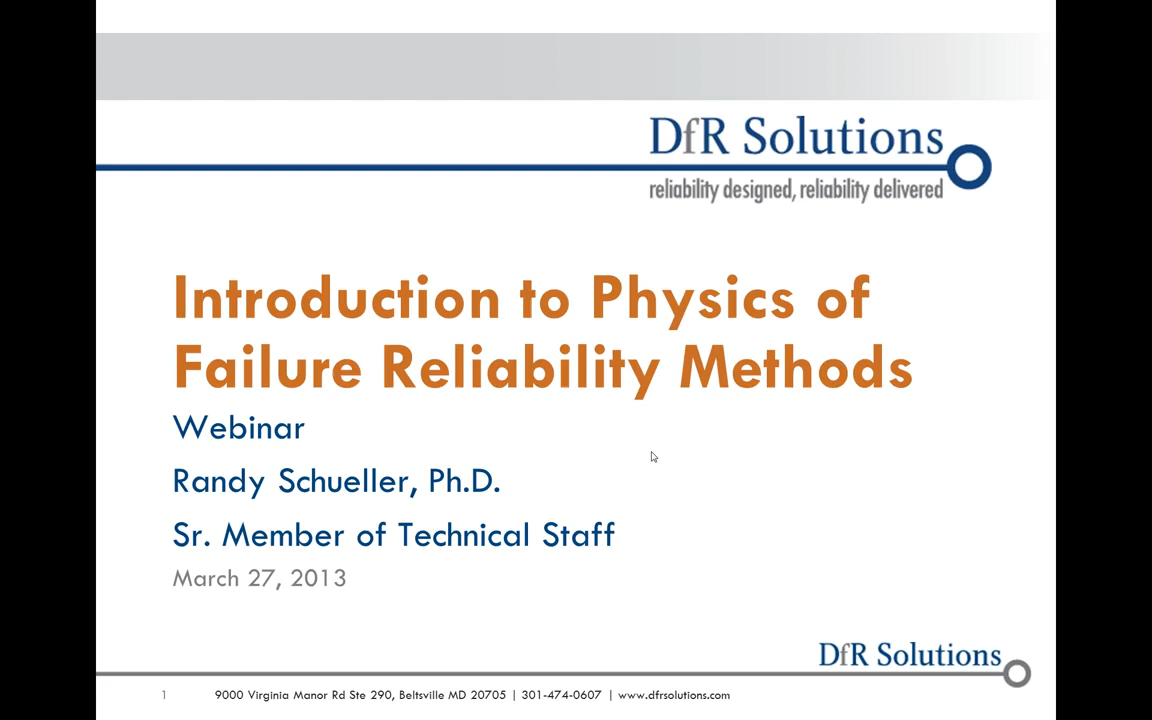 DfR Solutions
reliability designed, reliability delivered
Introduction to Physics of
Failure Reliability Methods
Webinar
Randy Schueller, Ph.D.
Sr. Member of Technical Staff
March 27, 2013
DfR Solutions
1
9000 Virginia Manor Rd Ste 290, Beltsville MD 20705 | 301-474-0607 | www.dfrsolutions.com